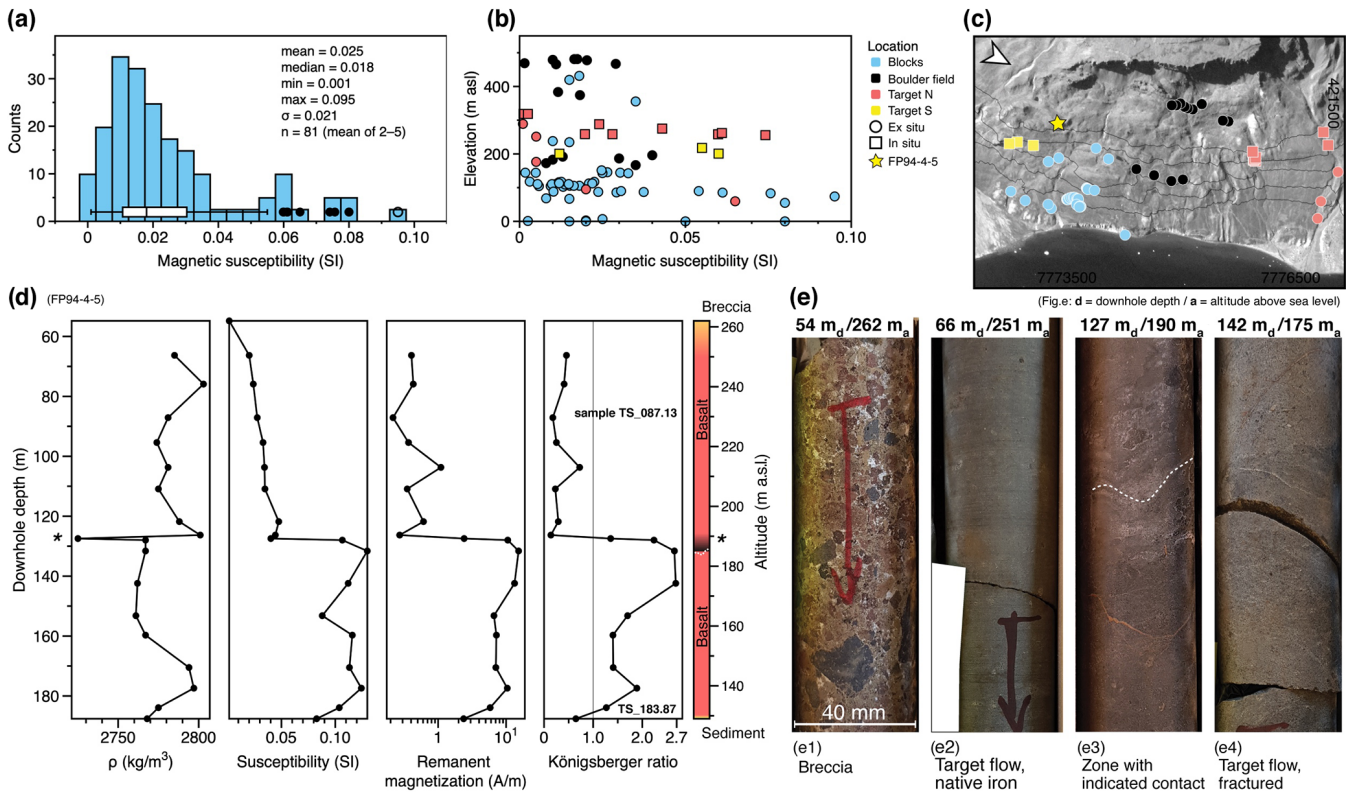 (a)
mean = 0.025
median = 0.018
min = 0.001
max = 0.095
σ = 0.021
n = 81 (mean of 2–5)
Counts
30
20
10
0
0
0.02
0.04
0.06
0.08
0.10
Magnetic susceptibility (SI)
(b)
Elevation (m asl)
400
200
0
0
0.05
0.10
Magnetic susceptibility (SI)
Location
Blocks
Boulder field
Target N
Target S
Ex situ
In situ
FP94-4-5
(c)
421500
7773500
7776500
(Fig.e: d = downhole depth / a = altitude above sea level)
(d)
(FP94-4-5)
Downhole depth (m)
60
80
100
120
*
140
160
180
2750
2800
ρ (kg/m³)
0.05
0.10
Susceptibility (SI)
1
10¹
Remanent
magnetization (A/m)
sample TS_087.13
TS_183.87
0
1.0
2.0
2.7
Königsberger ratio
Breccia
Basalt
Basalt
Sediment
260
240
220
200
*
180
160
140
Altitude (m a.s.l.)
(e)
54 md/262 ma
66 md/251 ma
127 md/190 ma
142 md/175 ma
40 mm
(e1)
Breccia
(e2)
Target flow,
native iron
(e3)
Zone with
indicated contact
(e4)
Target flow,
fractured